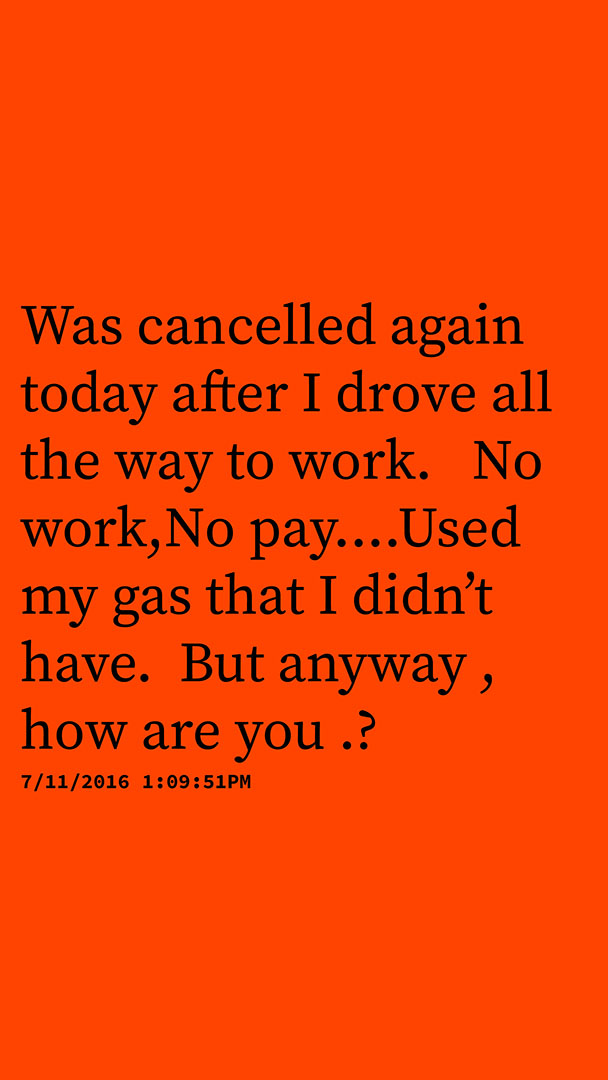 Was cancelled again
today after I drove all
the way to work.   No
work,No pay....Used
my gas that I didn’t
have.  But anyway ,
how are you .?
7/11/2016 1:09:51PM